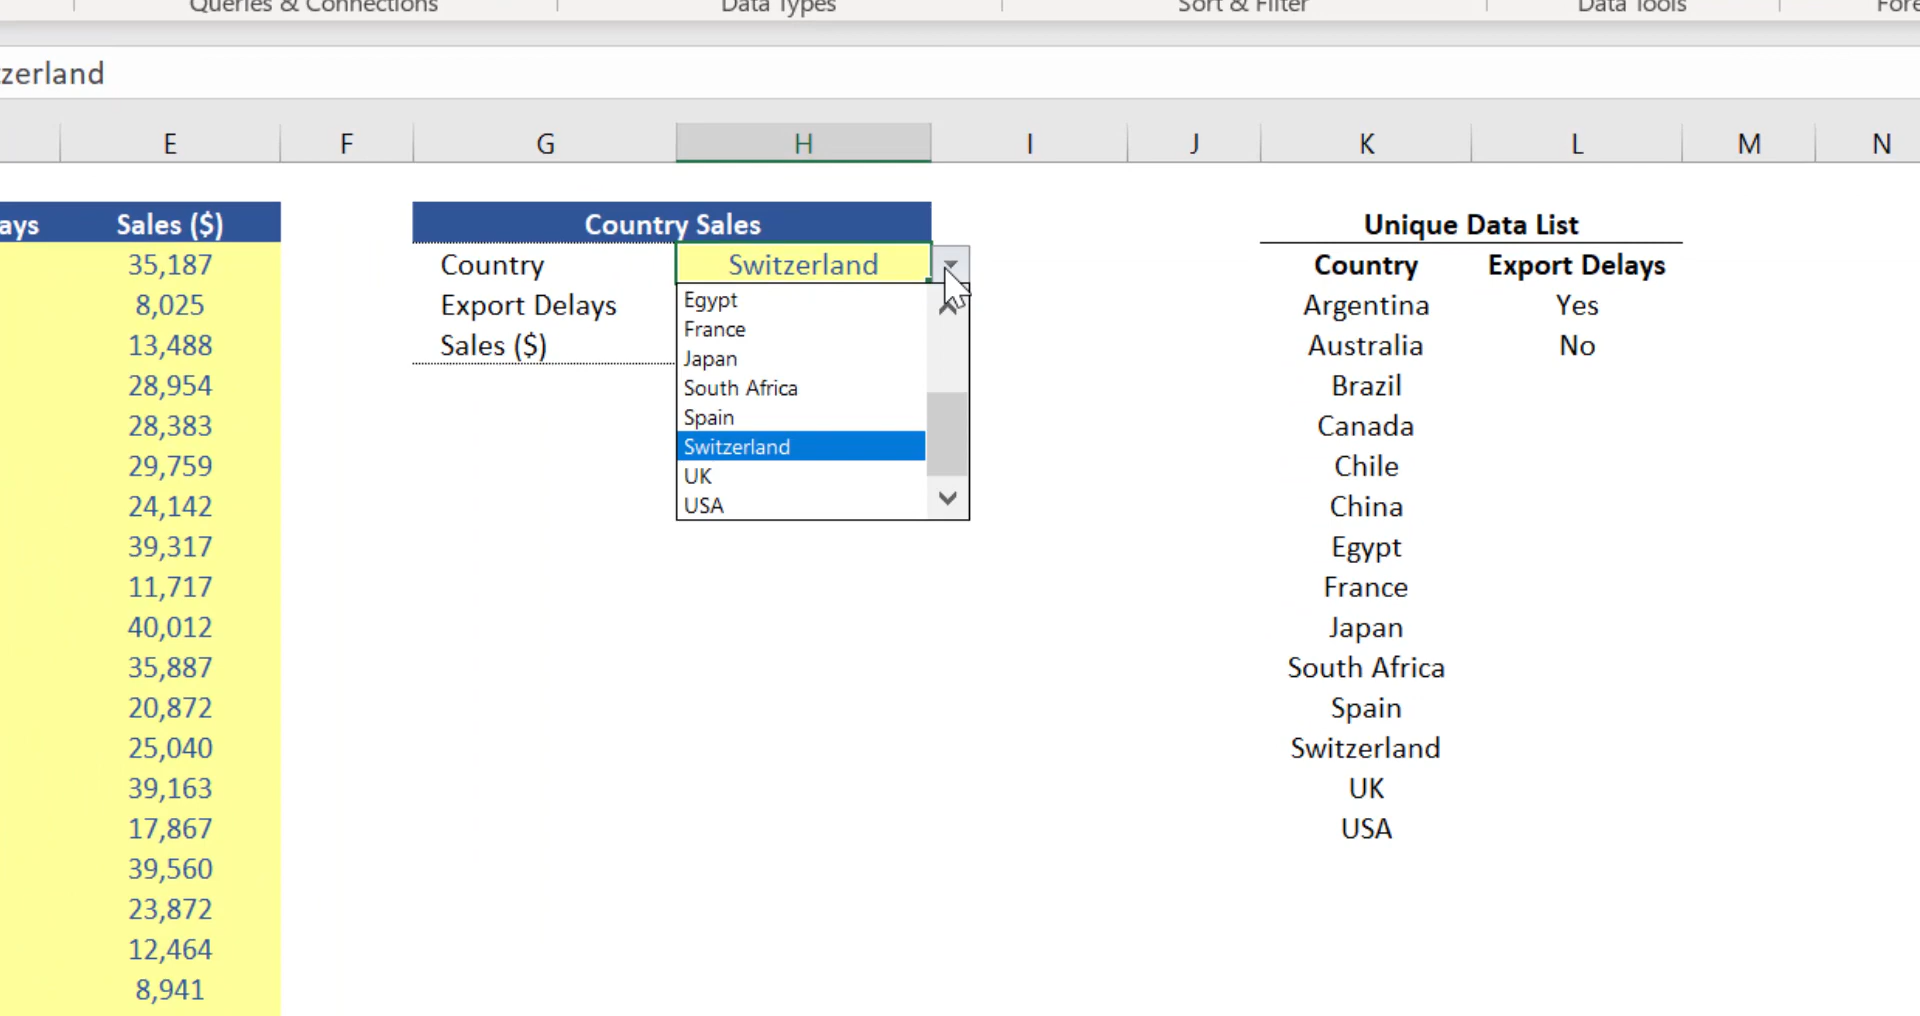 Queries & Connections Data Types Sort & Filter Data Tools Fore
tzerland
E F G H I J K L M N
ays Sales ($) Country Sales Unique Data List
35,187 Country Switzerland Country Export Delays
8,025 Export Delays Egypt Argentina Yes
France
13,488 Sales ($) Japan Australia No
28,954 South Africa Brazil
28,383 Spain Canada
29,759 Switzerland Chile
UK
24,142 USA China
39,317 Egypt
11,717 France
40,012 Japan
35,887 South Africa
20,872 Spain
25,040 Switzerland
39,163 UK
17,867 USA
39,560
23,872
12,464
8,941